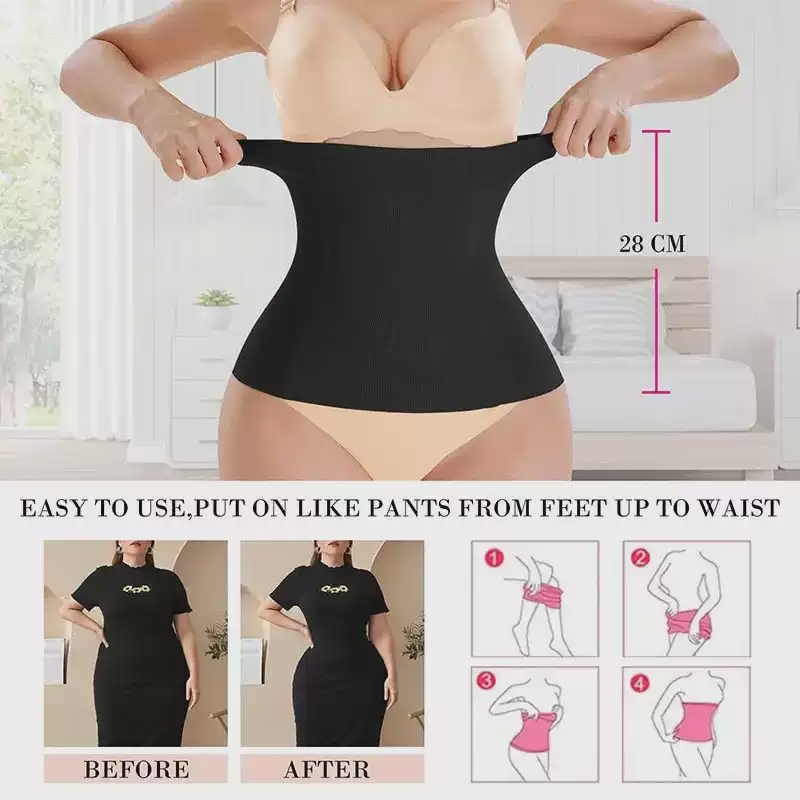 28 CM
EASY TO USE,PUT ON LIKE PANTS FROM FEET UP TO WAIST
1
2
3
4
BEFORE
AFTER